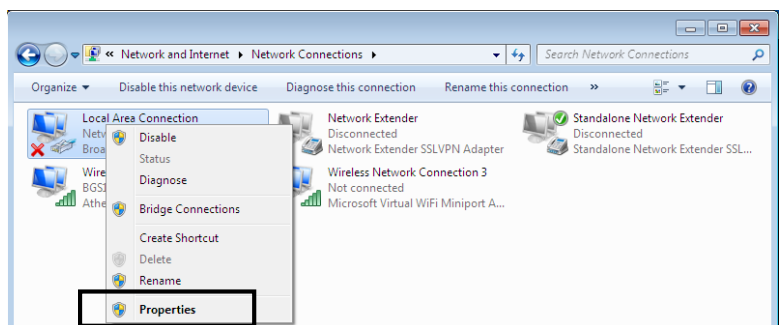 « Network and Internet ▸ Network Connections ▸
Search Network Connections
Organize ▾ Disable this network device Diagnose this connection Rename this connection »
Local Area Connection
Netw
Broa
Network Extender
Disconnected
Network Extender SSLVPN Adapter
Standalone Network Extender
Disconnected
Standalone Network Extender SSL...
Wire
BGS
Athe
Wireless Network Connection 3
Not connected
Microsoft Virtual WiFi Miniport A...
Disable
Status
Diagnose
Bridge Connections
Create Shortcut
Delete
Rename
Properties